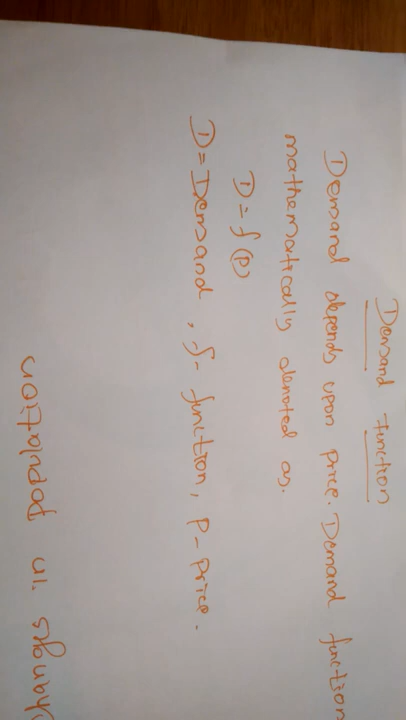 Demand function
Demand depends upon price. Demand function
mathematically denoted as.
D = f (P)
D = Demand, f - function, P - Price.
Changes in population